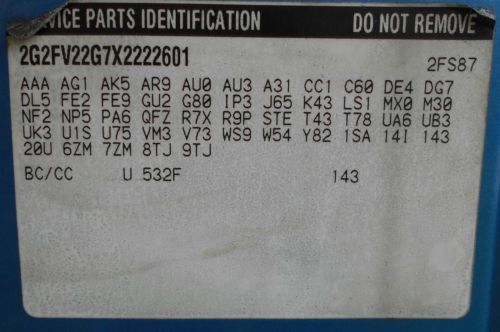 SERVICE PARTS IDENTIFICATION DO NOT REMOVE
2G2FV22G7X2222601 2FS87
AAA AG1 AK5 AR9 AU0 AU3 A31 CC1 C60 DE4 DG7
DL5 FE2 FE9 GU2 G80 IP3 J65 K43 LS1 MX0 M30
NF2 NP5 PA6 QFZ R7X R9P STE T43 T78 UA6 UB3
UK3 U1S U75 VM3 V73 WS9 W54 Y82 1SA 14I 143
20U 6ZM 7ZM 8TJ 9TJ
BC/CC U 532F 143